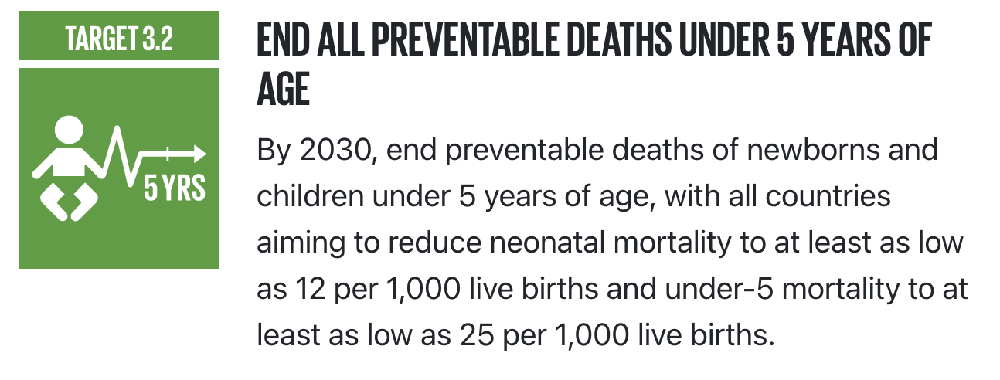 TARGET 3.2
5 YRS
END ALL PREVENTABLE DEATHS UNDER 5 YEARS OF
AGE
By 2030, end preventable deaths of newborns and
children under 5 years of age, with all countries
aiming to reduce neonatal mortality to at least as low
as 12 per 1,000 live births and under-5 mortality to at
least as low as 25 per 1,000 live births.